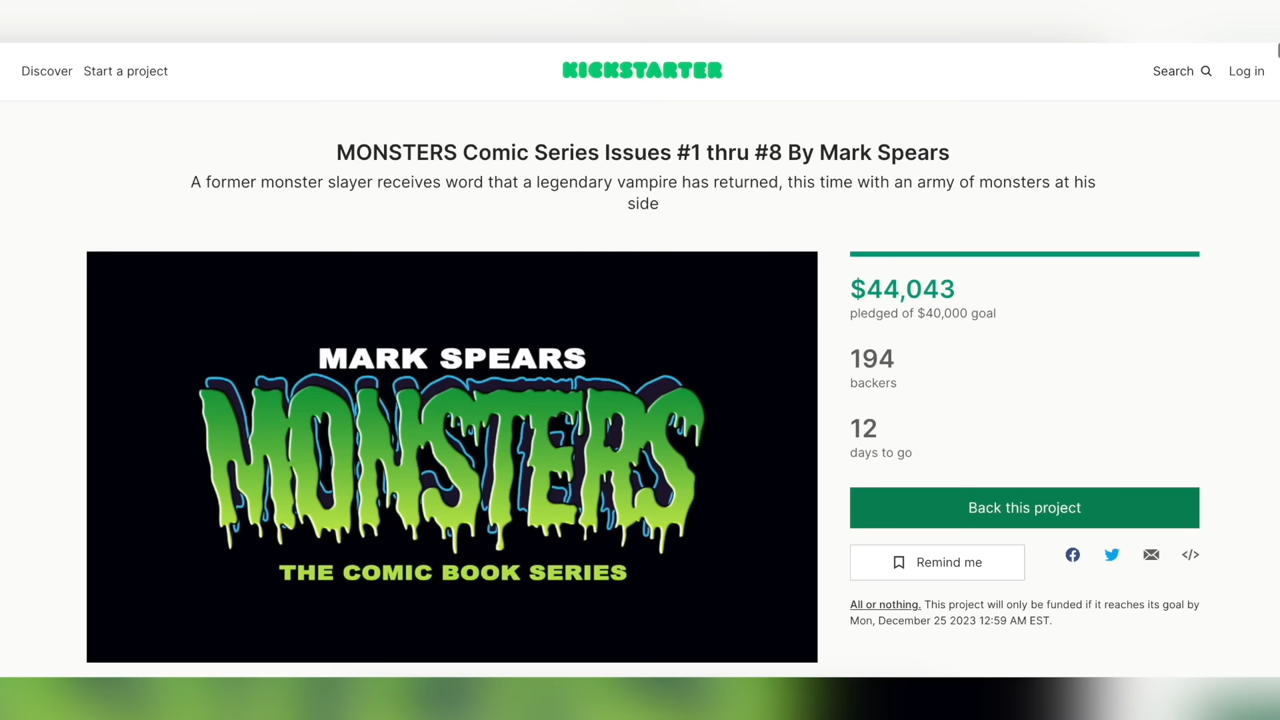 Discover Start a project KICKSTARTER Search Log in
MONSTERS Comic Series Issues #1 thru #8 By Mark Spears
A former monster slayer receives word that a legendary vampire has returned, this time with an army of monsters at his
side
MARK SPEARS
MONSTERS
THE COMIC BOOK SERIES
$44,043
pledged of $40,000 goal
194
backers
12
days to go
Back this project
Remind me
All or nothing. This project will only be funded if it reaches its goal by
Mon, December 25 2023 12:59 AM EST.